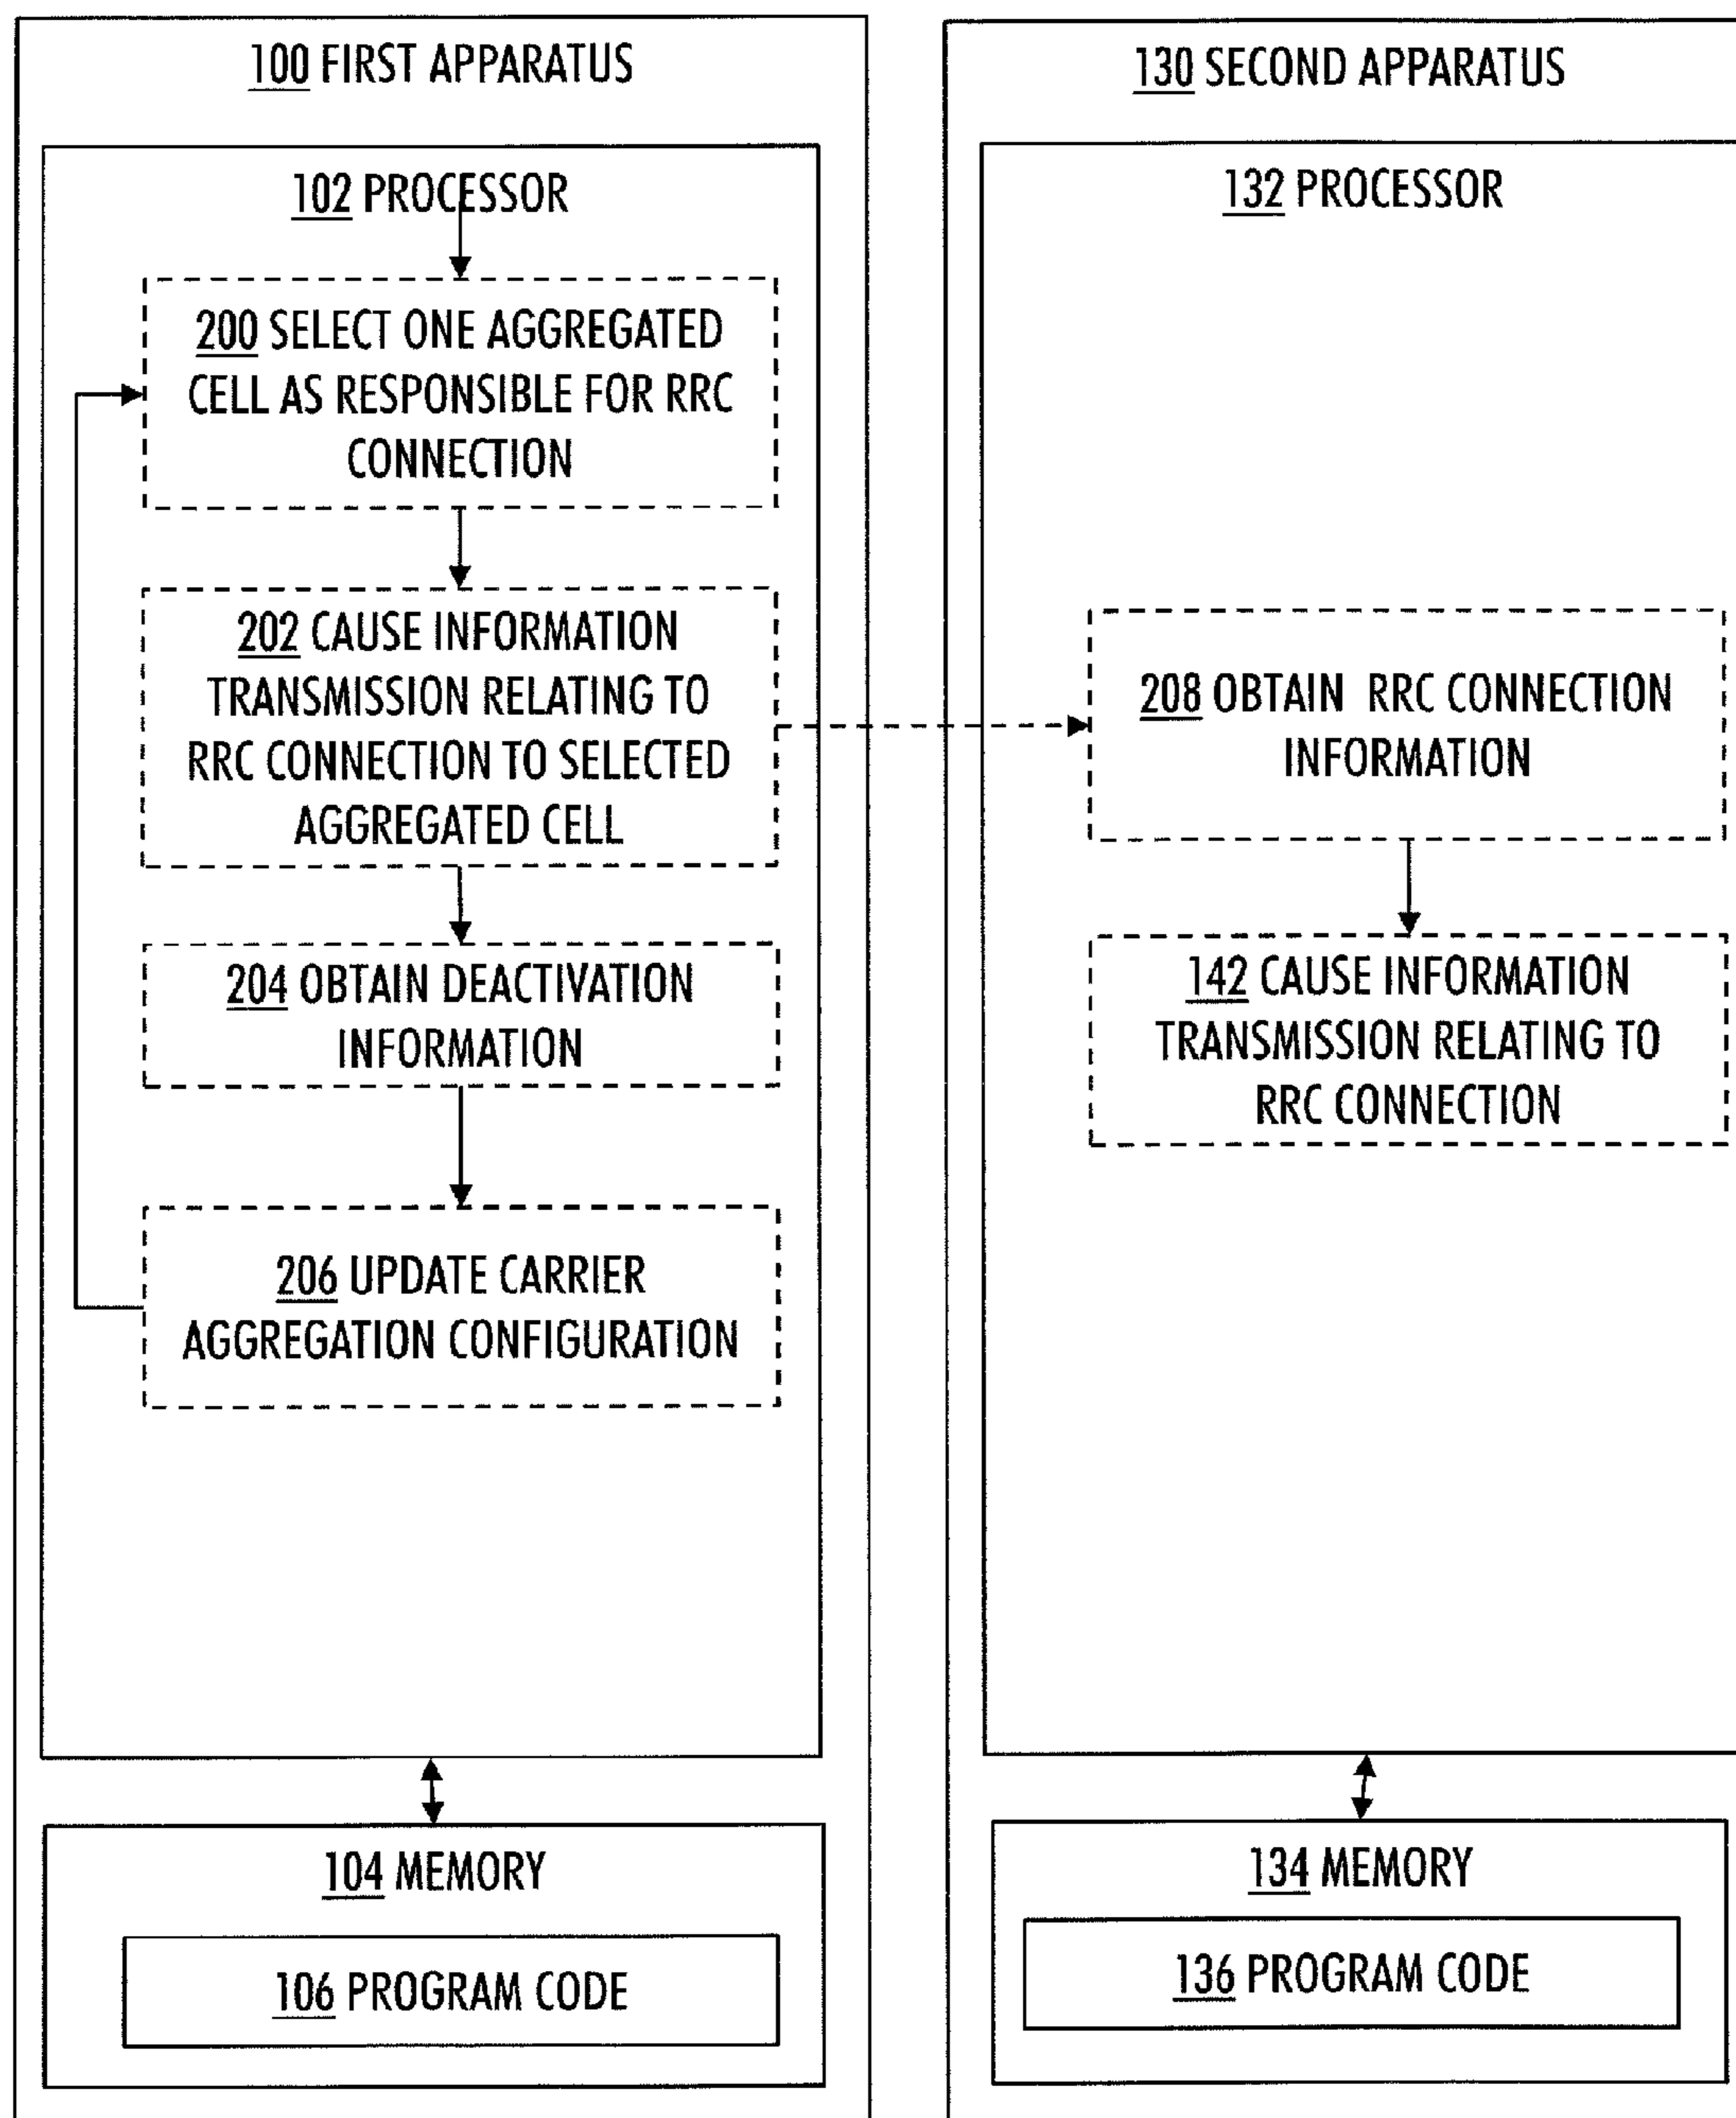 100 FIRST APPARATUS
102 PROCESSOR
200 SELECT ONE AGGREGATED
CELL AS RESPONSIBLE FOR RRC
CONNECTION
202 CAUSE INFORMATION
TRANSMISSION RELATING TO
RRC CONNECTION TO SELECTED
AGGREGATED CELL
204 OBTAIN DEACTIVATION
INFORMATION
206 UPDATE CARRIER
AGGREGATION CONFIGURATION
104 MEMORY
106 PROGRAM CODE
130 SECOND APPARATUS
132 PROCESSOR
208 OBTAIN RRC CONNECTION
INFORMATION
142 CAUSE INFORMATION
TRANSMISSION RELATING TO
RRC CONNECTION
134 MEMORY
136 PROGRAM CODE